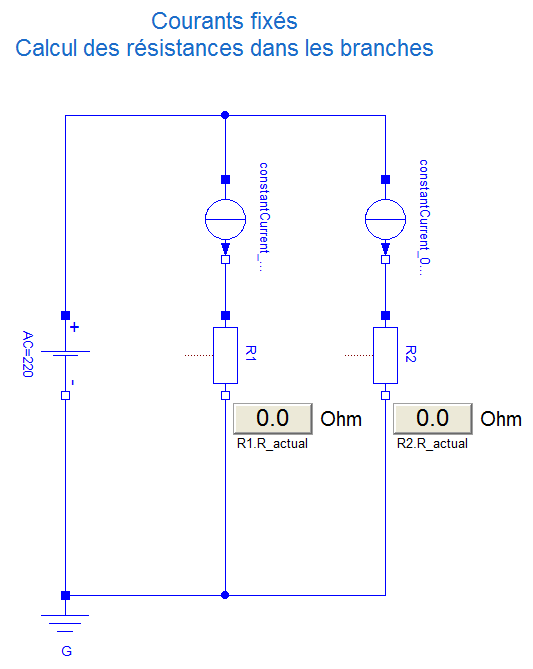 Courants fixés
Calcul des résistances dans les branches
constantCurrent_...
constantCurrent_0...
+
AC=220
-
R1
R2
0.0 Ohm
0.0 Ohm
R1.R_actual
R2.R_actual
G